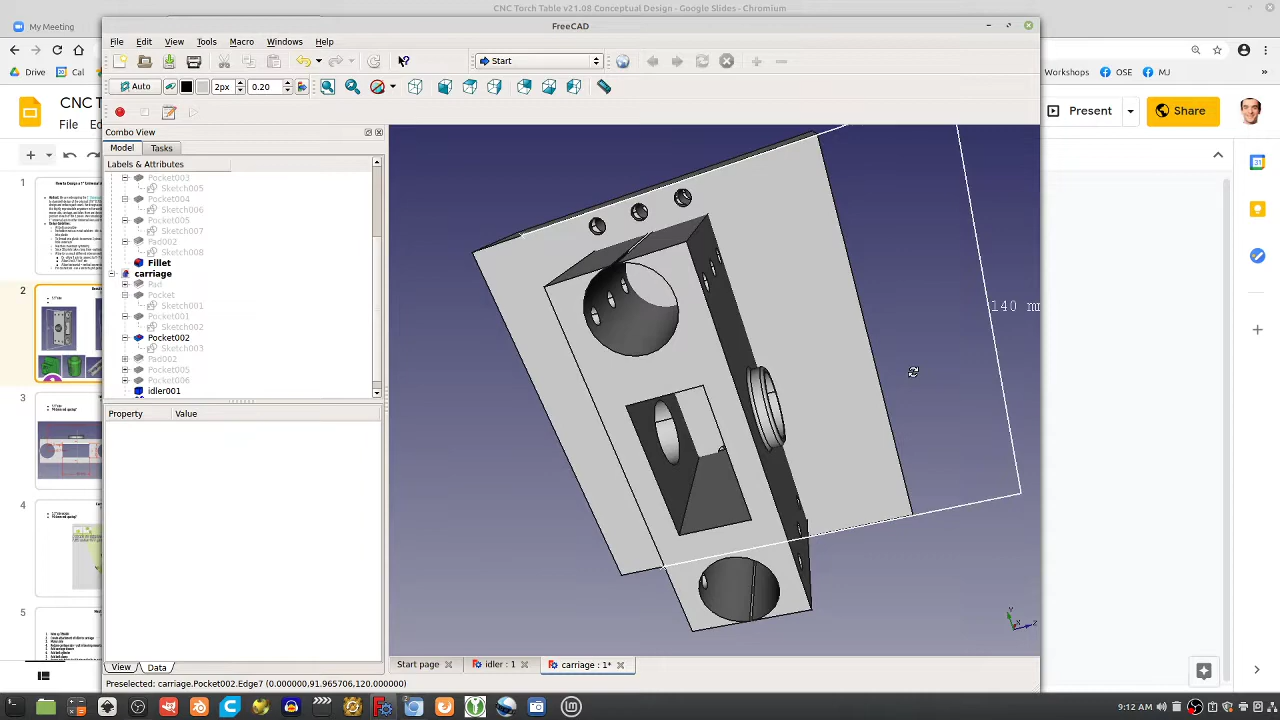 CNC Torch Table v21.08 Conceptual Design - Google Slides - Chromium
My Meeting
FreeCAD
File Edit View Tools Macro Windows Help
Start
Drive
Cal
Workshops
OSE
MJ
Auto
2px
0.20
CNC
File
Present
Share
Combo View
Model Tasks
Labels & Attributes
Pocket003
Sketch005
Pocket004
Sketch006
Pocket005
Sketch007
Pad002
Sketch008
Fillet
carriage
Pad
Pocket
Sketch001
Pocket001
Sketch002
Pocket002
Sketch003
Pad002
Pocket005
Pocket006
idler001
Property Value
140 mm
1
2
3
4
5
View Data
Start page
idler : 1
carriage : 1*
Preselected: carriage.Pocket002.Edge7 (0.000000,91.965706,120.000000)
9:12 AM